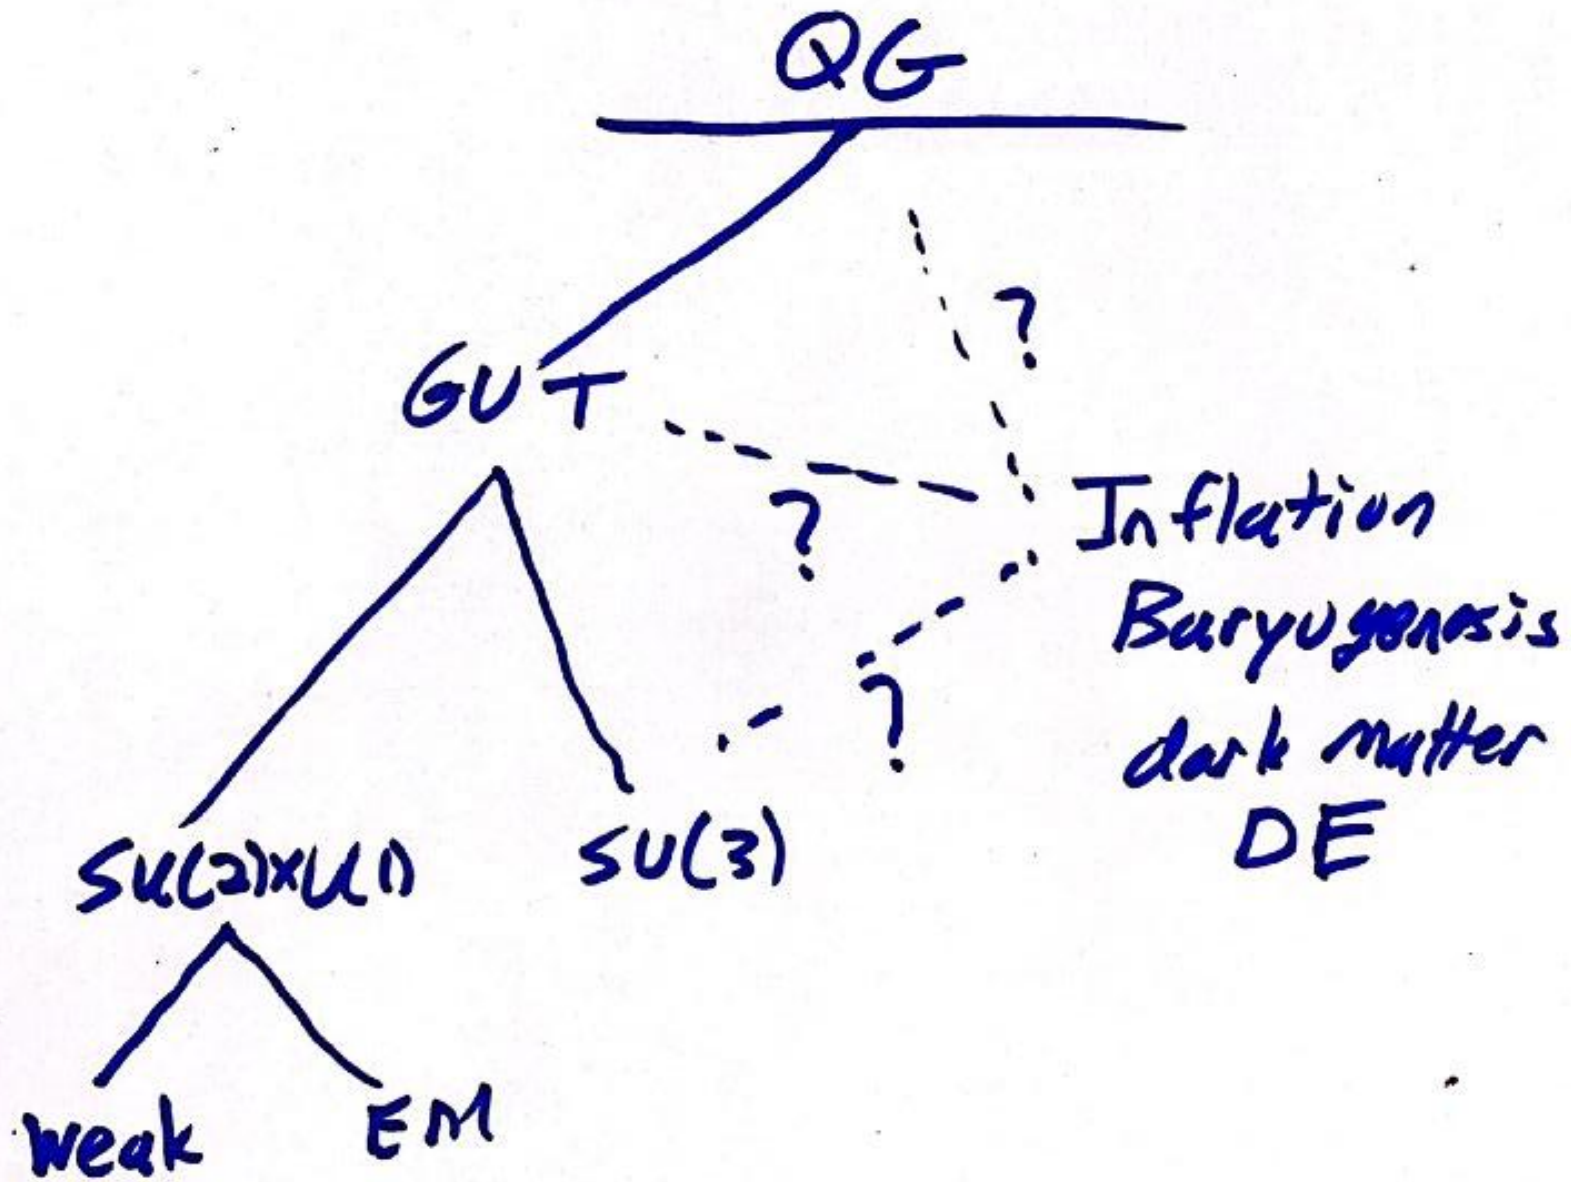 QG
?
GUT
?
Inflation
Baryogenesis
?
dark matter
DE
SU(2)xU(1)
SU(3)
weak
EM